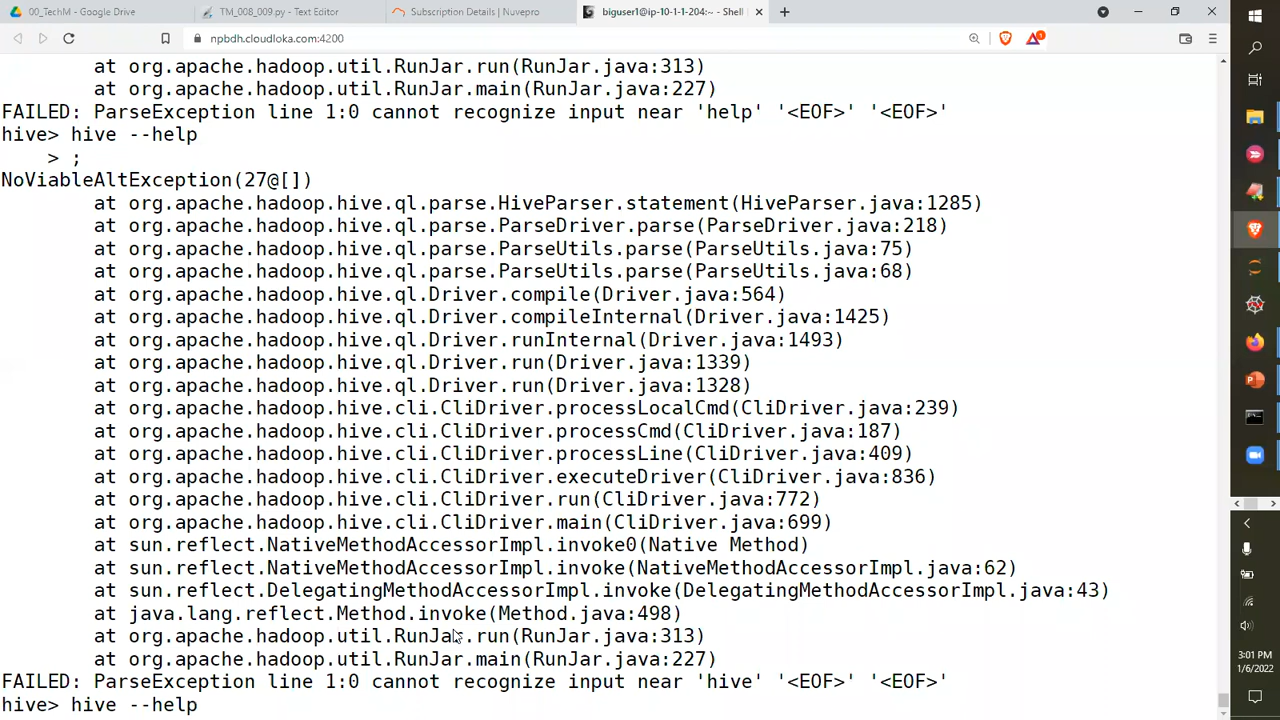 00_TechM - Google Drive
TM_008_009.py - Text Editor
Subscription Details | Nuvepro
biguser1@ip-10-1-1-204:~ - Shell
npbdh.cloudloka.com:4200
at org.apache.hadoop.util.RunJar.run(RunJar.java:313)
at org.apache.hadoop.util.RunJar.main(RunJar.java:227)
FAILED: ParseException line 1:0 cannot recognize input near 'help' '<EOF>' '<EOF>'
hive> hive --help
> ;
NoViableAltException(27@[])
at org.apache.hadoop.hive.ql.parse.HiveParser.statement(HiveParser.java:1285)
at org.apache.hadoop.hive.ql.parse.ParseDriver.parse(ParseDriver.java:218)
at org.apache.hadoop.hive.ql.parse.ParseUtils.parse(ParseUtils.java:75)
at org.apache.hadoop.hive.ql.parse.ParseUtils.parse(ParseUtils.java:68)
at org.apache.hadoop.hive.ql.Driver.compile(Driver.java:564)
at org.apache.hadoop.hive.ql.Driver.compileInternal(Driver.java:1425)
at org.apache.hadoop.hive.ql.Driver.runInternal(Driver.java:1493)
at org.apache.hadoop.hive.ql.Driver.run(Driver.java:1339)
at org.apache.hadoop.hive.ql.Driver.run(Driver.java:1328)
at org.apache.hadoop.hive.cli.CliDriver.processLocalCmd(CliDriver.java:239)
at org.apache.hadoop.hive.cli.CliDriver.processCmd(CliDriver.java:187)
at org.apache.hadoop.hive.cli.CliDriver.processLine(CliDriver.java:409)
at org.apache.hadoop.hive.cli.CliDriver.executeDriver(CliDriver.java:836)
at org.apache.hadoop.hive.cli.CliDriver.run(CliDriver.java:772)
at org.apache.hadoop.hive.cli.CliDriver.main(CliDriver.java:699)
at sun.reflect.NativeMethodAccessorImpl.invoke0(Native Method)
at sun.reflect.NativeMethodAccessorImpl.invoke(NativeMethodAccessorImpl.java:62)
at sun.reflect.DelegatingMethodAccessorImpl.invoke(DelegatingMethodAccessorImpl.java:43)
at java.lang.reflect.Method.invoke(Method.java:498)
at org.apache.hadoop.util.RunJar.run(RunJar.java:313)
at org.apache.hadoop.util.RunJar.main(RunJar.java:227)
FAILED: ParseException line 1:0 cannot recognize input near 'hive' '<EOF>' '<EOF>'
hive> hive --help
3:01 PM
1/6/2022